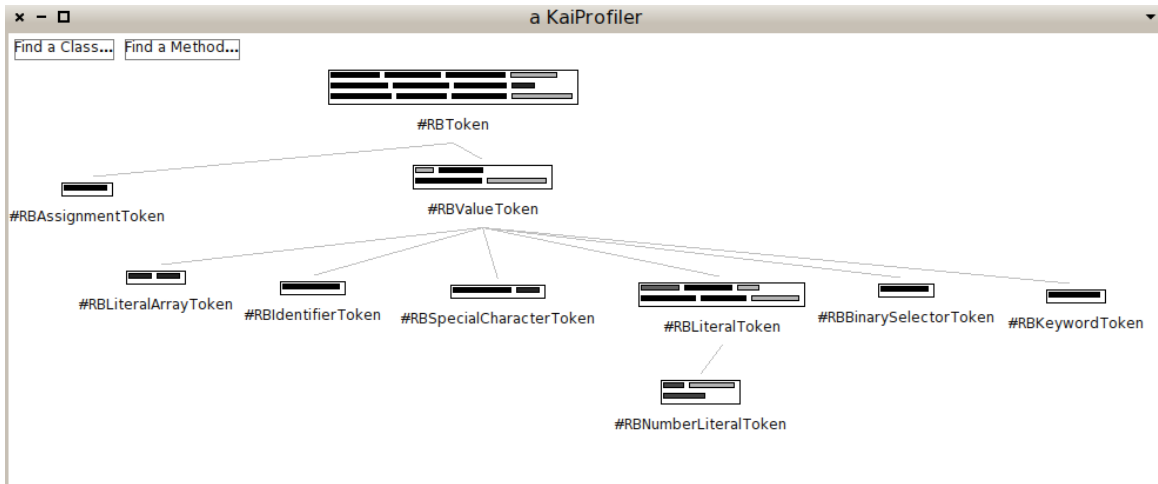 a KaiProfiler
Find a Class... Find a Method...
#RBToken
#RBAssignmentToken
#RBValueToken
#RBLiteralArrayToken
#RBIdentifierToken
#RBSpecialCharacterToken
#RBLiteralToken
#RBBinarySelectorToken
#RBKeywordToken
#RBNumberLiteralToken